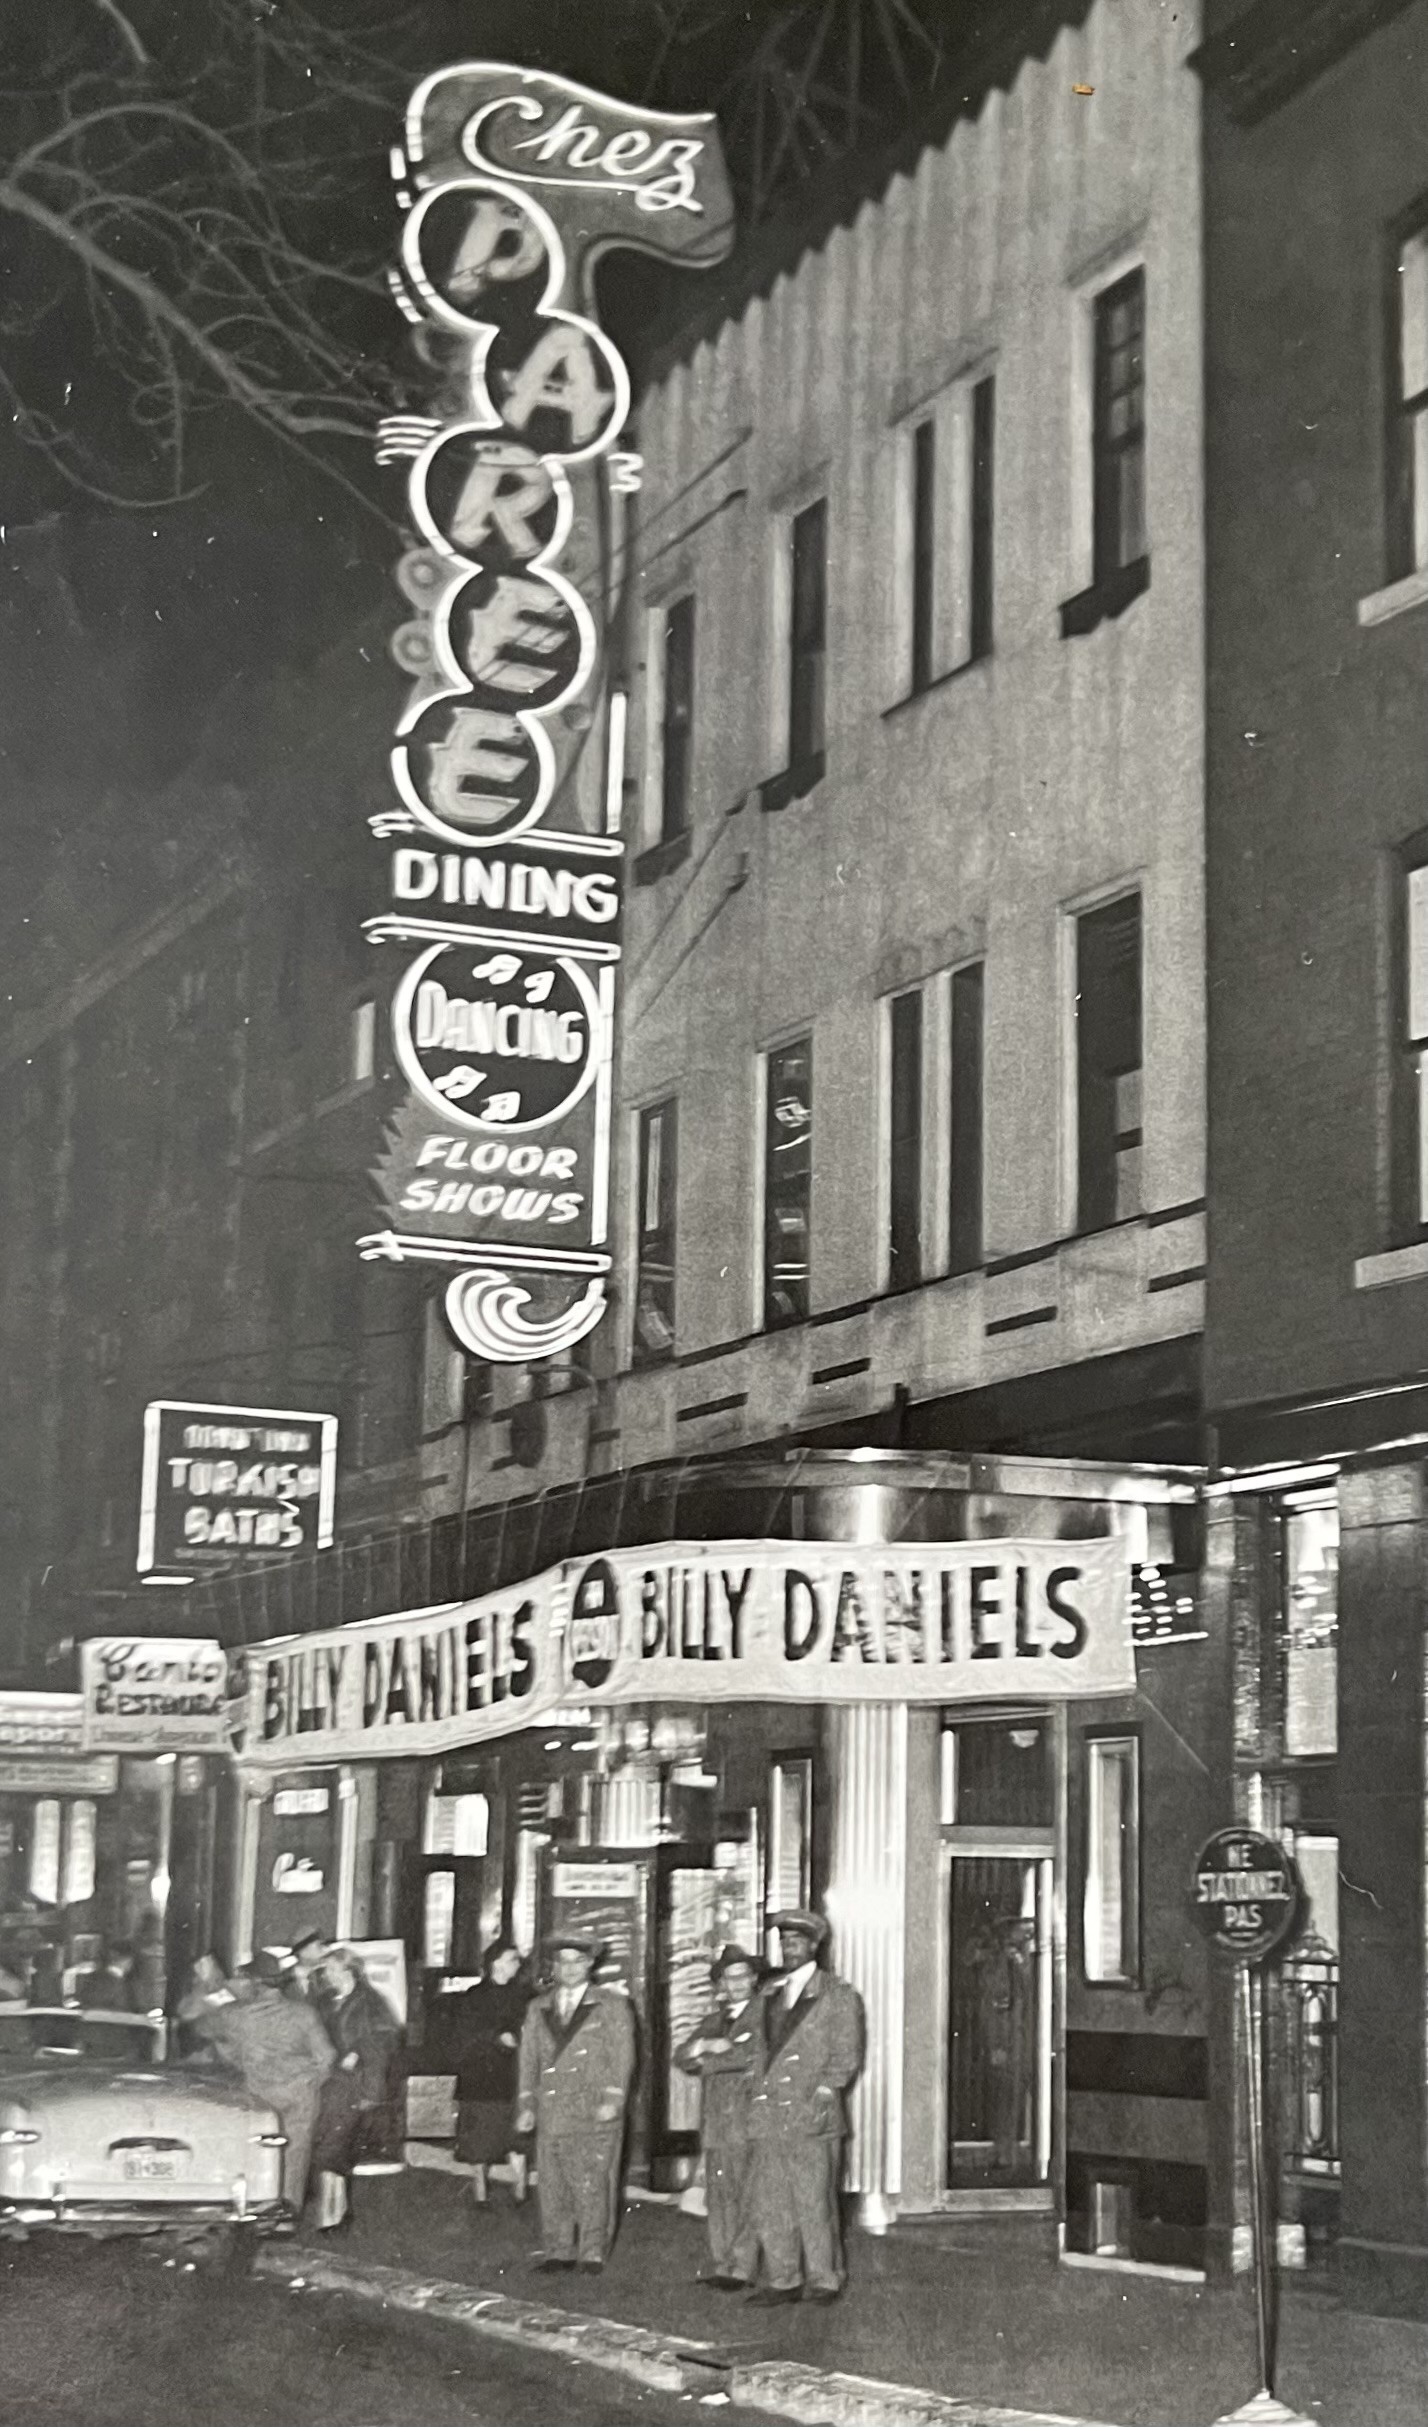 Chez
PAREE
DINING
DANCING
FLOOR
SHOWS
TURKISH
BATHS
BILLY DANIELS
BILLY DANIELS
NE
STATIONNEZ
PAS